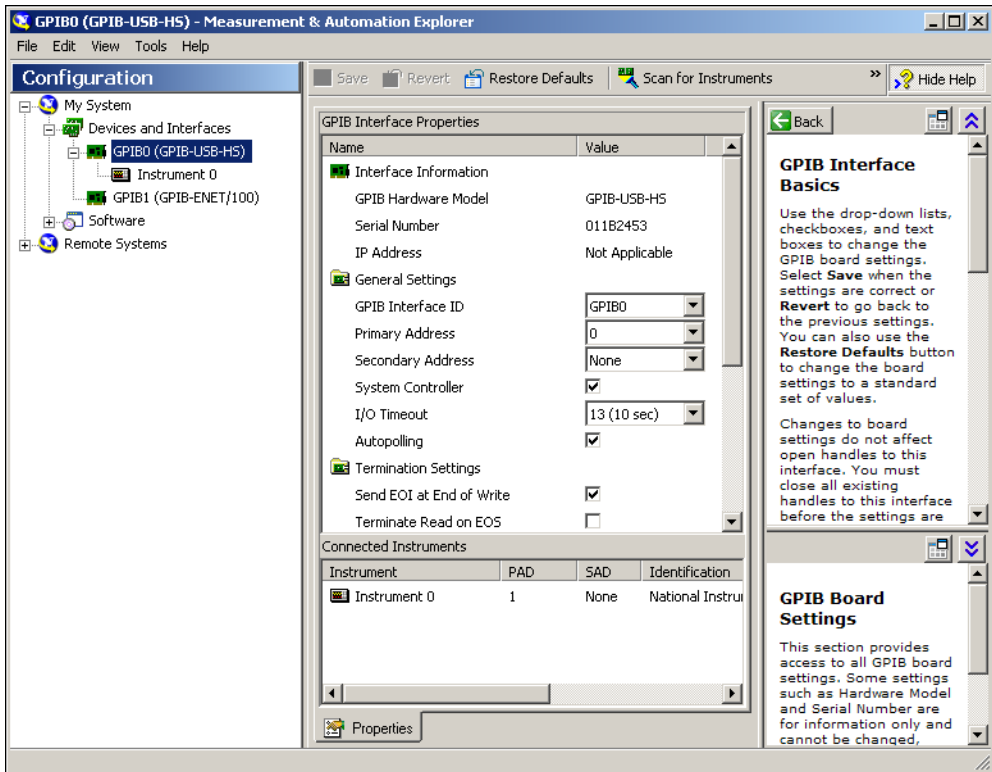 GPIB0 (GPIB-USB-HS) - Measurement & Automation Explorer
File Edit View Tools Help
Configuration
My System
Devices and Interfaces
GPIB0 (GPIB-USB-HS)
Instrument 0
GPIB1 (GPIB-ENET/100)
Software
Remote Systems
Save Revert Restore Defaults Scan for Instruments » Hide Help
GPIB Interface Properties
Name Value
Interface Information
GPIB Hardware Model GPIB-USB-HS
Serial Number 011B2453
IP Address Not Applicable
General Settings
GPIB Interface ID GPIB0
Primary Address 0
Secondary Address None
System Controller
I/O Timeout 13 (10 sec)
Autopolling
Termination Settings
Send EOI at End of Write
Terminate Read on EOS
Connected Instruments
Instrument PAD SAD Identification
Instrument 0 1 None National Instru
Properties
Back
GPIB Interface
Basics
Use the drop-down lists,
checkboxes, and text
boxes to change the
GPIB board settings.
Select Save when the
settings are correct or
Revert to go back to
the previous settings.
You can also use the
Restore Defaults button
to change the board
settings to a standard
set of values.
Changes to board
settings do not affect
open handles to this
interface. You must
close all existing
handles to this interface
before the settings are
GPIB Board
Settings
This section provides
access to all GPIB board
settings. Some settings
such as Hardware Model
and Serial Number are
for information only and
cannot be changed,